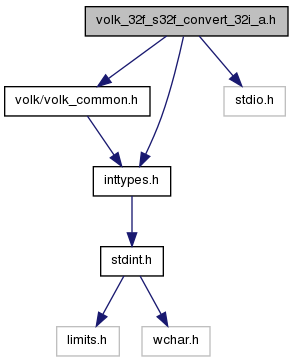 volk_32f_s32f_convert_32i_a.h
volk/volk_common.h
stdio.h
inttypes.h
stdint.h
limits.h
wchar.h